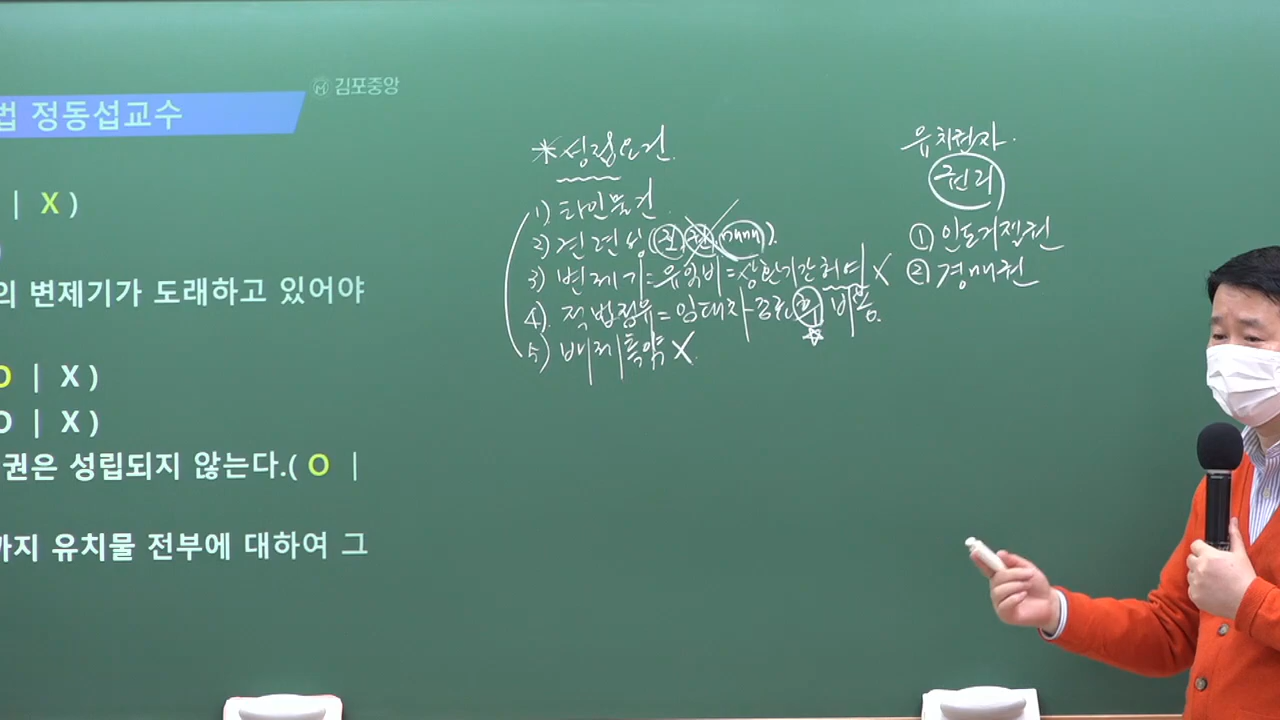 김포중앙
법 정동섭교수
| X )
의 변제기가 도래하고 있어야
O | X )
O | X )
권은 성립되지 않는다.( O |
까지 유치물 전부에 대하여 그
* 성립요건.
1) 타인물건
2) 견련성
3) 변제기 = 유익비 = 상환기간허여 X
4) 적법점유 = 임대차 종료 후 비용.
5) 배제특약 X
유치권자.
권리
① 인도거절권
② 경매권